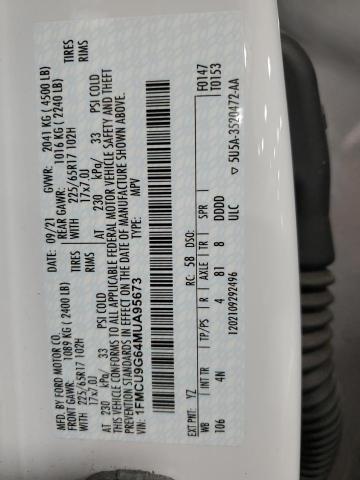 MFD. BY FORD MOTOR CO.
DATE: 09/21 GVWR: 2041 KG ( 4500 LB)
FRONT GAWR: 1089 KG ( 2400 LB) REAR GAWR: 1016 KG ( 2240 LB)
WITH 225/65R17 102H TIRES WITH 225/65R17 102H TIRES
17x7.0J RIMS 17x7.0J RIMS
AT 230 kPa/ 33 PSI COLD AT 230 kPa/ 33 PSI COLD
THIS VEHICLE CONFORMS TO ALL APPLICABLE FEDERAL MOTOR VEHICLE SAFETY AND THEFT
PREVENTION STANDARDS IN EFFECT ON THE DATE OF MANUFACTURE SHOWN ABOVE.
VIN: 1FMCU9G64MUA95673 TYPE: MPV
F0147
T0153
EXT PNT: YZ RC: 58 DSO:
WB INT TR TP/PS R AXLE TR SPR
106 4N 4 81 8 DDDD
1202109292496 ULC 5U5A-3520472-AA